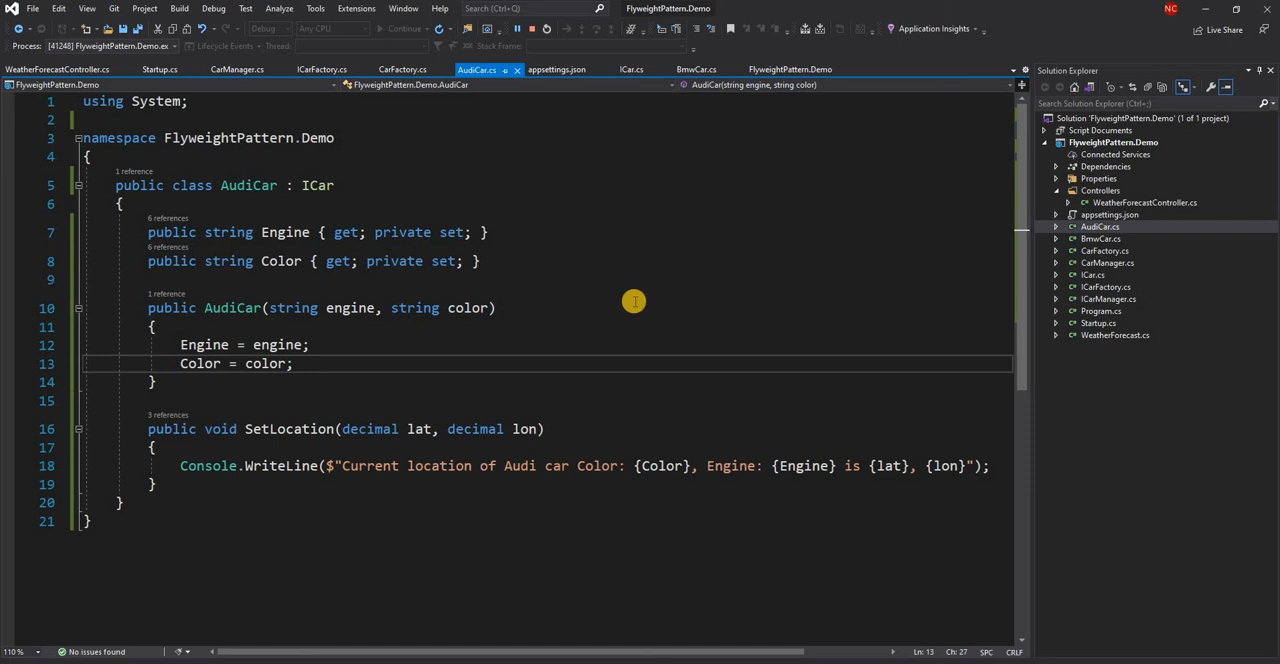 File Edit View Git Project Build Debug Test Analyze Tools Extensions Window Help Search (Ctrl+Q) FlyweightPattern.Demo NC
Debug Any CPU Continue Application Insights Live Share
Process: [41248] FlyweightPattern.Demo.ex Lifecycle Events Thread: Stack Frame:
WeatherForecastController.cs Startup.cs CarManager.cs ICarFactory.cs CarFactory.cs AudiCar.cs appsettings.json ICar.cs BmwCar.cs FlyweightPattern.Demo
FlyweightPattern.Demo FlyweightPattern.Demo.AudiCar AudiCar(string engine, string color)
1 using System;
2
3 namespace FlyweightPattern.Demo
4 {
1 reference
5 public class AudiCar : ICar
6 {
6 references
7 public string Engine { get; private set; }
6 references
8 public string Color { get; private set; }
9
1 reference
10 public AudiCar(string engine, string color)
11 {
12 Engine = engine;
13 Color = color;
14 }
15
3 references
16 public void SetLocation(decimal lat, decimal lon)
17 {
18 Console.WriteLine($"Current location of Audi car Color: {Color}, Engine: {Engine} is {lat}, {lon}");
19 }
20 }
21 }
110 % No issues found Ln: 13 Ch: 27 SPC CRLF
Solution Explorer
Search Solution Explorer (Ctrl+;)
Solution 'FlyweightPattern.Demo' (1 of 1 project)
Script Documents
FlyweightPattern.Demo
Connected Services
Dependencies
Properties
Controllers
WeatherForecastController.cs
appsettings.json
AudiCar.cs
BmwCar.cs
CarFactory.cs
CarManager.cs
ICar.cs
ICarFactory.cs
ICarManager.cs
Program.cs
Startup.cs
WeatherForecast.cs